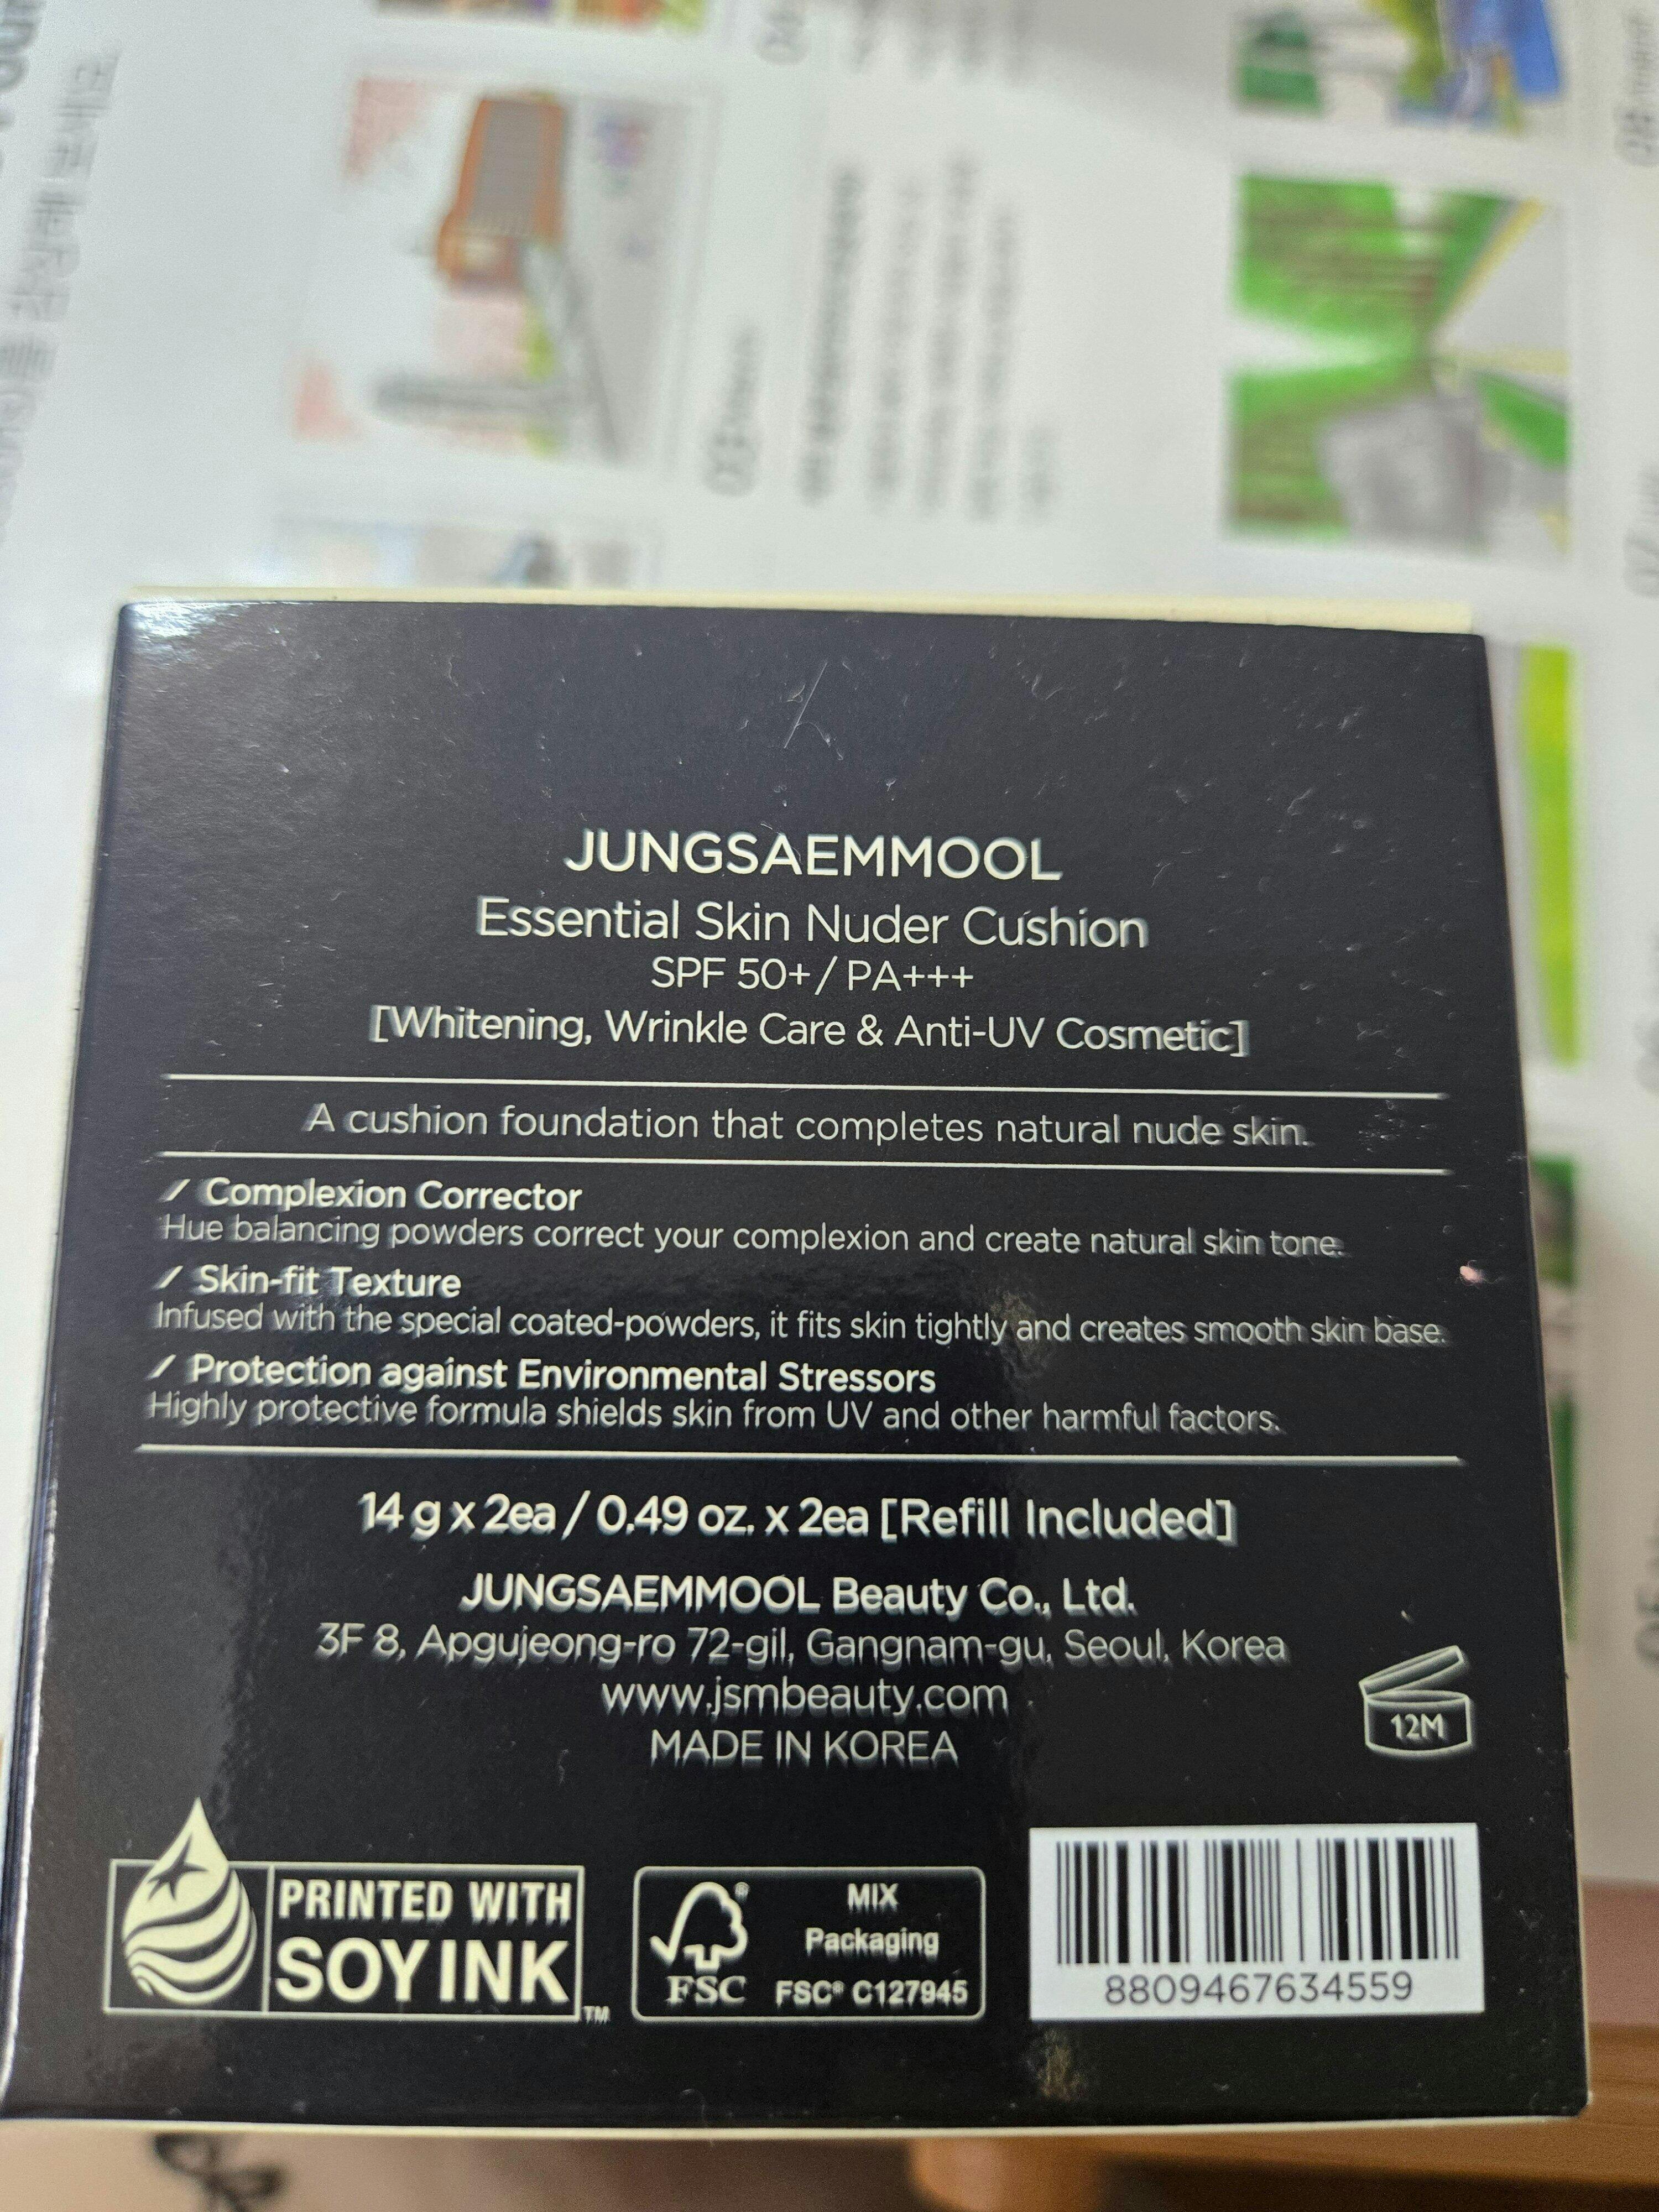 JUNGSAEMMOOL
Essential Skin Nuder Cushion
SPF 50+ / PA+++
[Whitening, Wrinkle Care & Anti-UV Cosmetic]
A cushion foundation that completes natural nude skin.
/ Complexion Corrector
Hue balancing powders correct your complexion and create natural skin tone.
/ Skin-fit Texture
Infused with the special coated-powders, it fits skin tightly and creates smooth skin base.
/ Protection against Environmental Stressors
Highly protective formula shields skin from UV and other harmful factors.
14 g x 2ea / 0.49 oz. x 2ea [Refill Included]
JUNGSAEMMOOL Beauty Co., Ltd.
3F 8, Apgujeong-ro 72-gil, Gangnam-gu, Seoul, Korea
www.jsmbeauty.com
MADE IN KOREA
12M
PRINTED WITH
SOY INK
TM
FSC®
MIX
Packaging
FSC® C127945
8809467634559